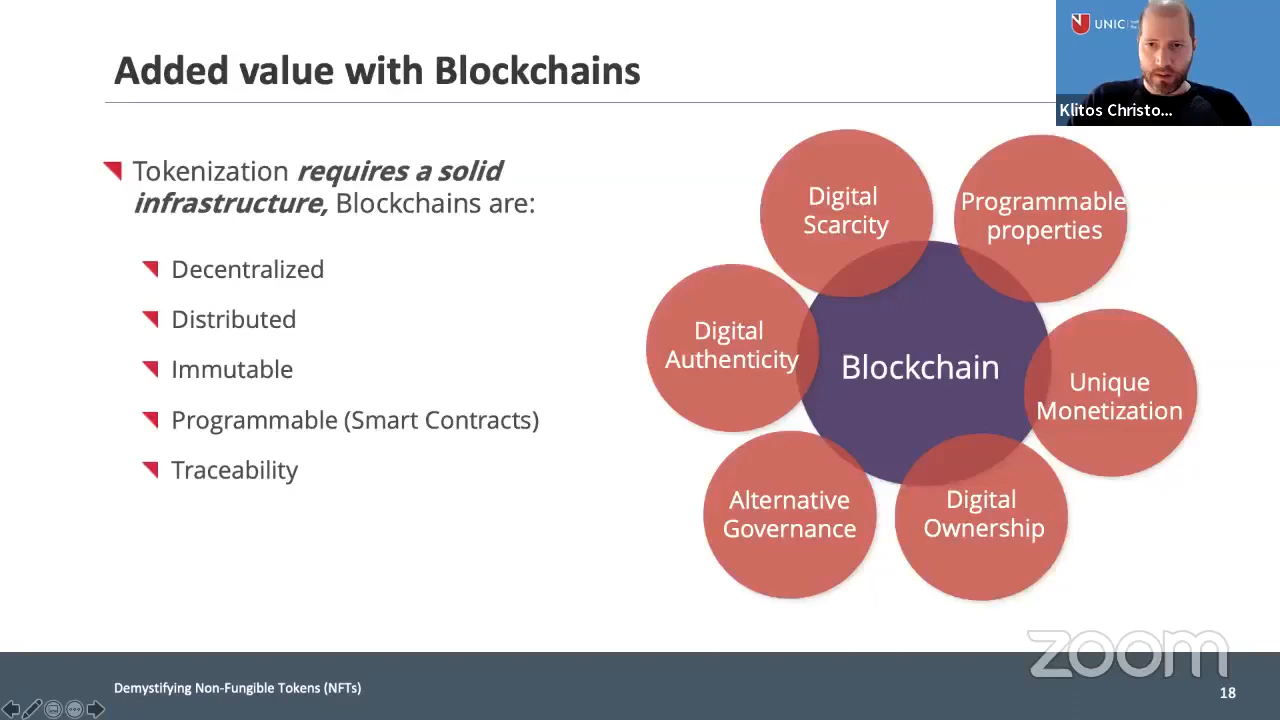 Added value with Blockchains
UNIC
Klitos Christo...
Tokenization requires a solid
infrastructure, Blockchains are:
Decentralized
Distributed
Immutable
Programmable (Smart Contracts)
Traceability
Digital
Scarcity
Programmable
properties
Digital
Authenticity
Blockchain
Unique
Monetization
Alternative
Governance
Digital
Ownership
zoom
Demystifying Non-Fungible Tokens (NFTs)
18